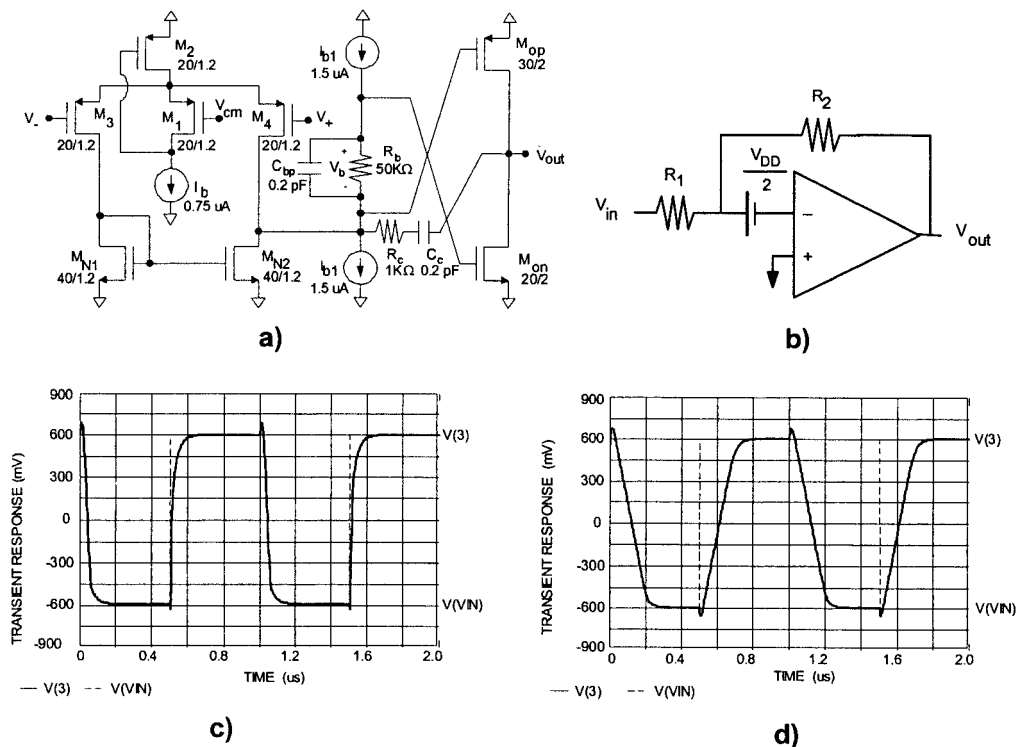 M2
20/1.2
V-
M3
20/1.2
M1
20/1.2
Vcm
M4
20/1.2
V+
Ib
0.75 uA
MN1
40/1.2
MN2
40/1.2
Ib1
1.5 uA
Cbp
0.2 pF
+
Vb
-
Rb
50KΩ
Rc
1KΩ
Cc
0.2 pF
Ib1
1.5 uA
Mop
30/2
Vout
Mon
20/2
a)
Vin
R1
R2
VDD
2
−
+
Vout
b)
TRANSIENT RESPONSE (mV)
900
600
300
0
-300
-600
-900
V(3)
V(VIN)
0 0.4 0.8 1.2 1.6 2.0
TIME (us)
V(3) V(VIN)
c)
TRANSIENT RESPONSE (mV)
900
600
300
0
-300
-600
-900
V(3)
V(VIN)
0 0.4 0.8 1.2 1.6 2.0
TIME (us)
V(3) V(VIN)
d)